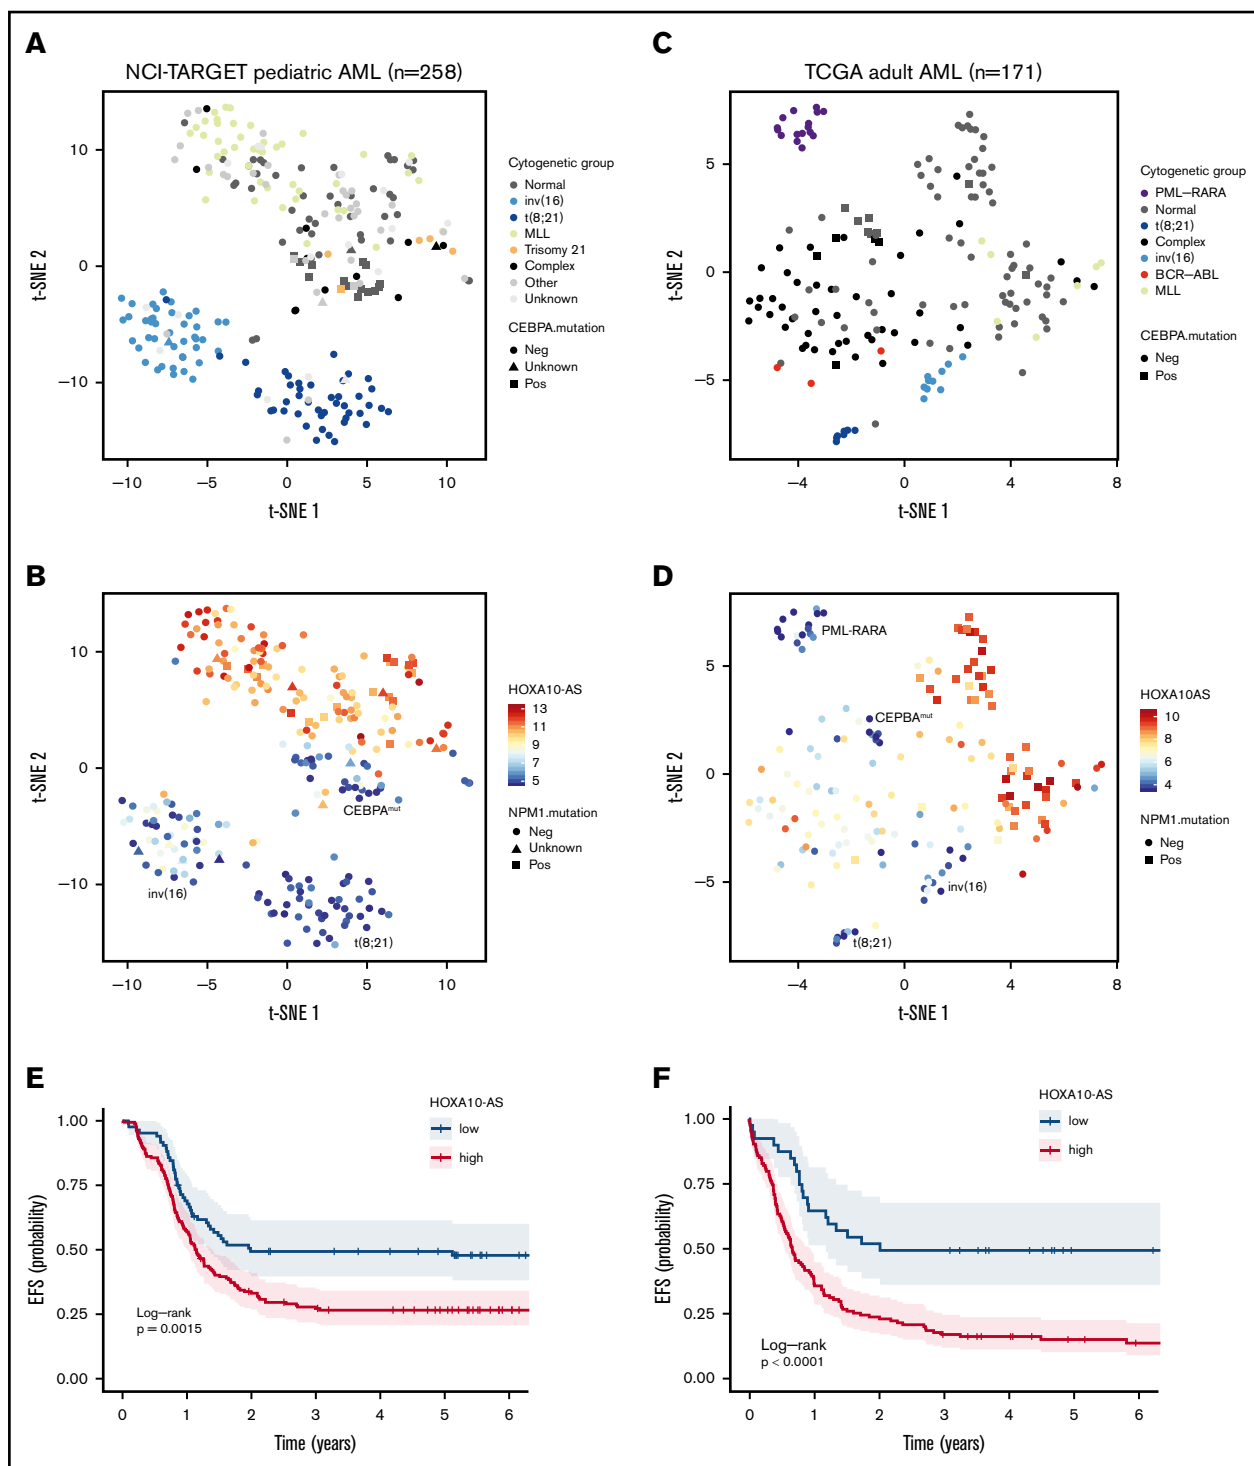 A
NCI-TARGET pediatric AML (n=258)
10
0
−10
t-SNE 2
−10
−5
0
5
10
t-SNE 1
Cytogenetic group
Normal
inv(16)
t(8;21)
MLL
Trisomy 21
Complex
Other
Unknown
CEBPA.mutation
Neg
Unknown
Pos
C
TCGA adult AML (n=171)
5
0
−5
t-SNE 2
−4
0
4
8
t-SNE 1
Cytogenetic group
PML−RARA
Normal
t(8;21)
Complex
inv(16)
BCR−ABL
MLL
CEBPA.mutation
Neg
Pos
B
10
0
−10
t-SNE 2
CEBPAmut
inv(16)
t(8;21)
−10
−5
0
5
10
t-SNE 1
HOXA10-AS
13
11
9
7
5
NPM1.mutation
Neg
Unknown
Pos
D
5
0
−5
t-SNE 2
PML-RARA
CEPBAmut
inv(16)
t(8;21)
−4
0
4
8
t-SNE 1
HOXA10AS
10
8
6
4
NPM1.mutation
Neg
Pos
E
HOXA10-AS
low
high
1.00
0.75
0.50
0.25
0.00
EFS (probability)
Log−rank
p = 0.0015
0
1
2
3
4
5
6
Time (years)
F
HOXA10-AS
low
high
1.00
0.75
0.50
0.25
0.00
EFS (probability)
Log−rank
p < 0.0001
0
1
2
3
4
5
6
Time (years)